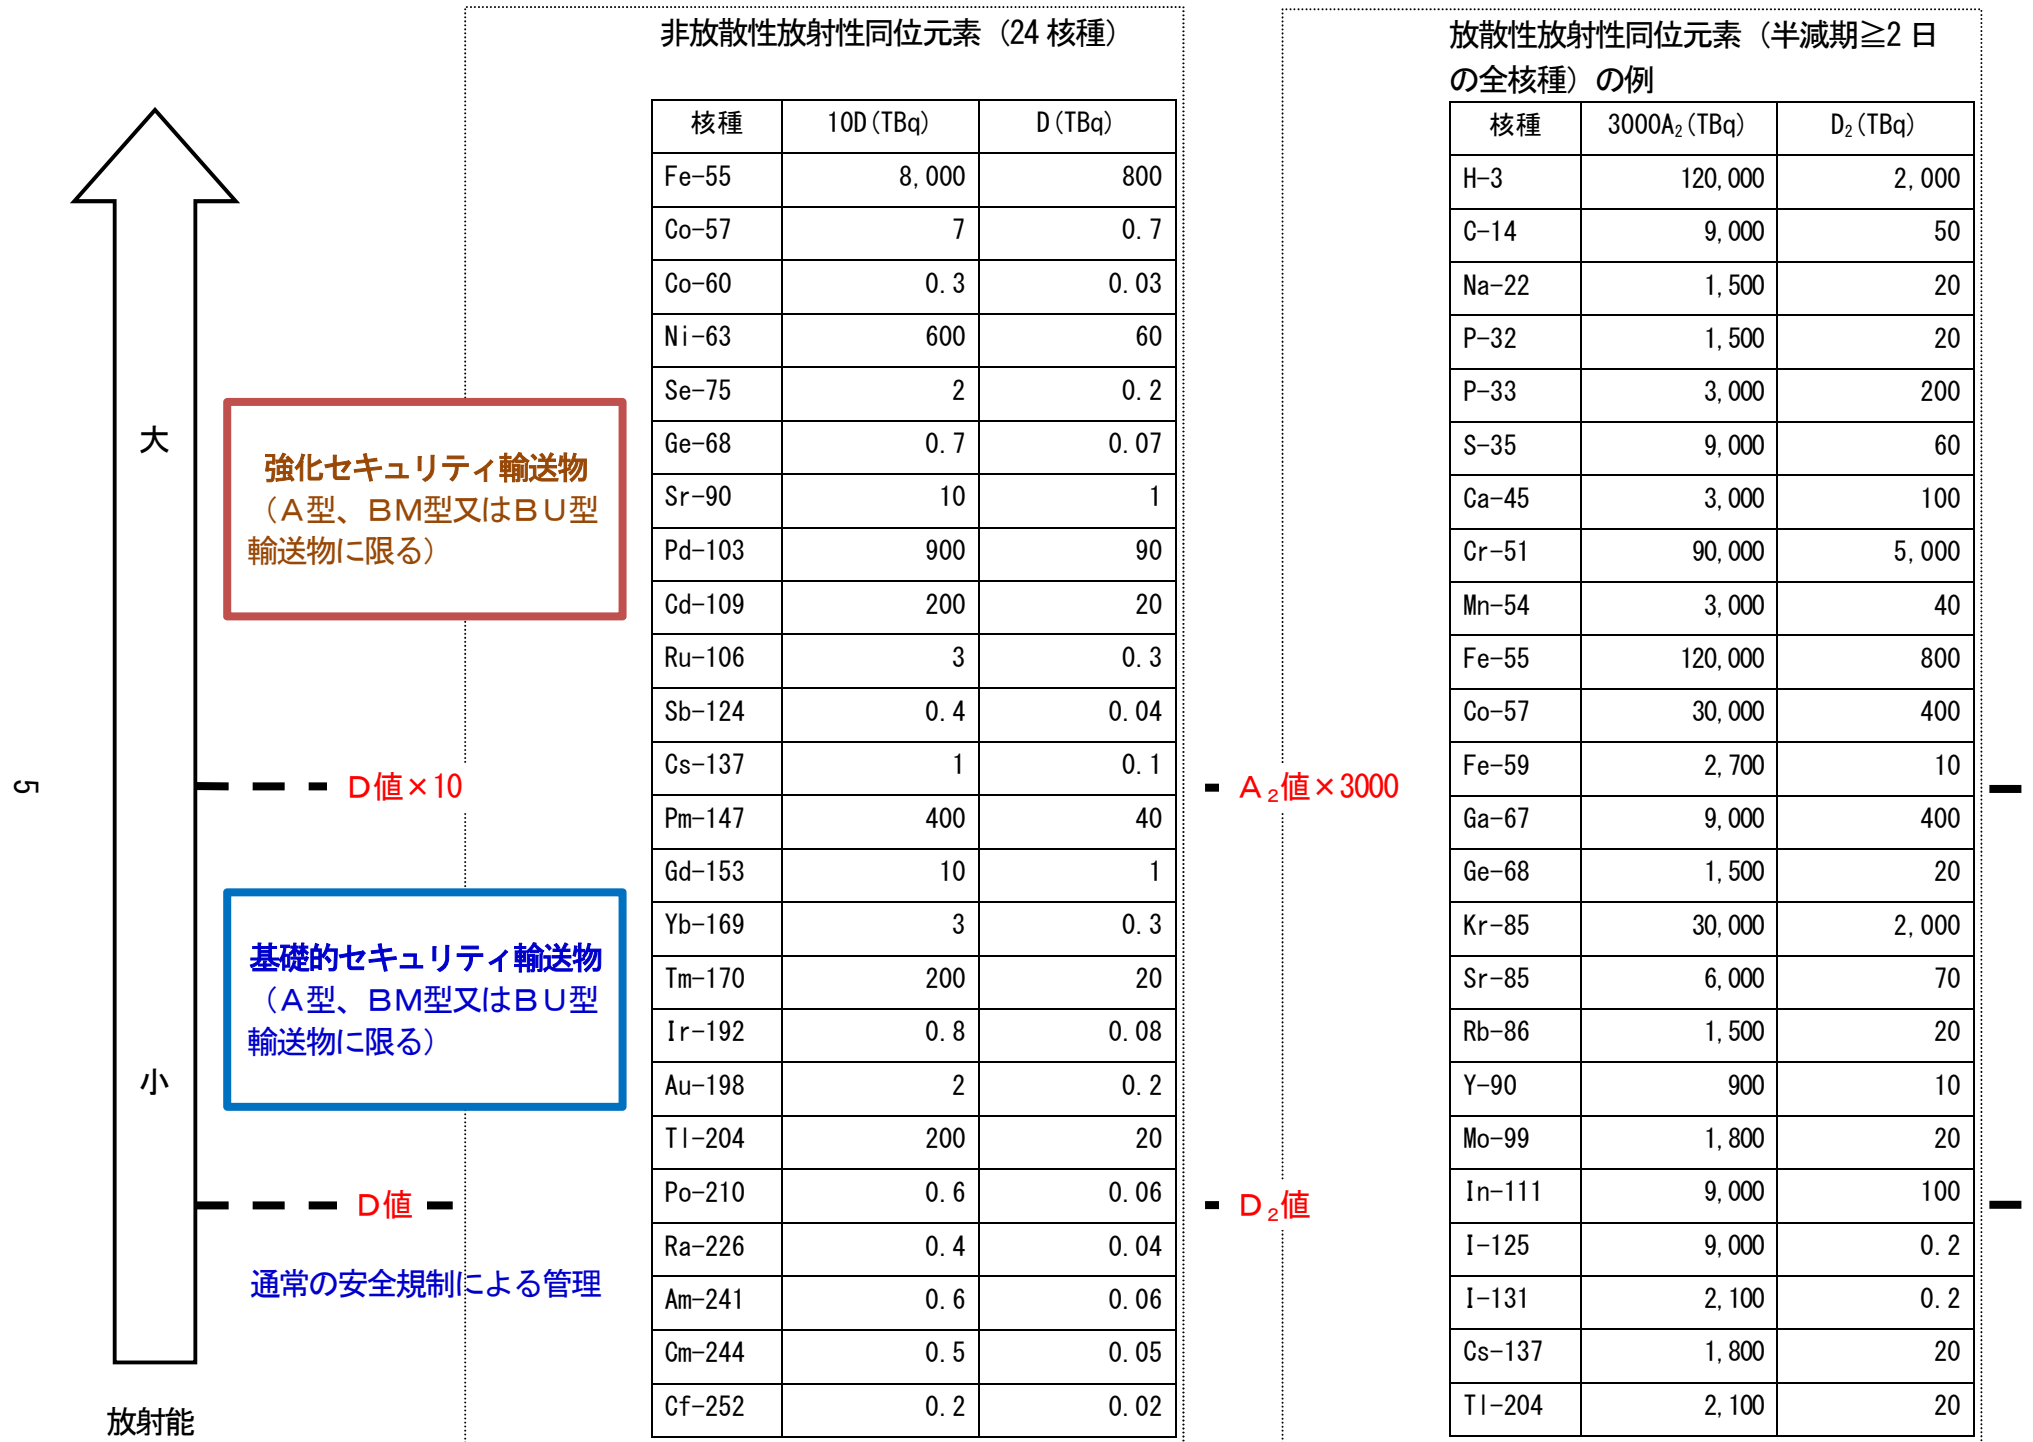 非放散性放射性同位元素（24 核種）
核種 10D(TBq) D(TBq)
Fe-55 8,000 800
Co-57 7 0.7
Co-60 0.3 0.03
Ni-63 600 60
Se-75 2 0.2
Ge-68 0.7 0.07
Sr-90 10 1
Pd-103 900 90
Cd-109 200 20
Ru-106 3 0.3
Sb-124 0.4 0.04
Cs-137 1 0.1
Pm-147 400 40
Gd-153 10 1
Yb-169 3 0.3
Tm-170 200 20
Ir-192 0.8 0.08
Au-198 2 0.2
Tl-204 200 20
Po-210 0.6 0.06
Ra-226 0.4 0.04
Am-241 0.6 0.06
Cm-244 0.5 0.05
Cf-252 0.2 0.02
放散性放射性同位元素（半減期≧2 日
の全核種）の例
核種 3000A₂(TBq) D₂(TBq)
H-3 120,000 2,000
C-14 9,000 50
Na-22 1,500 20
P-32 1,500 20
P-33 3,000 200
S-35 9,000 60
Ca-45 3,000 100
Cr-51 90,000 5,000
Mn-54 3,000 40
Fe-55 120,000 800
Co-57 30,000 400
Fe-59 2,700 10
Ga-67 9,000 400
Ge-68 1,500 20
Kr-85 30,000 2,000
Sr-85 6,000 70
Rb-86 1,500 20
Y-90 900 10
Mo-99 1,800 20
In-111 9,000 100
I-125 9,000 0.2
I-131 2,100 0.2
Cs-137 1,800 20
Tl-204 2,100 20
大
小
放射能
強化セキュリティ輸送物
（Ａ型、ＢＭ型又はＢＵ型
輸送物に限る）
Ｄ値×10
Ａ₂値×3000
基礎的セキュリティ輸送物
（Ａ型、ＢＭ型又はＢＵ型
輸送物に限る）
Ｄ値
Ｄ₂値
通常の安全規制による管理
5